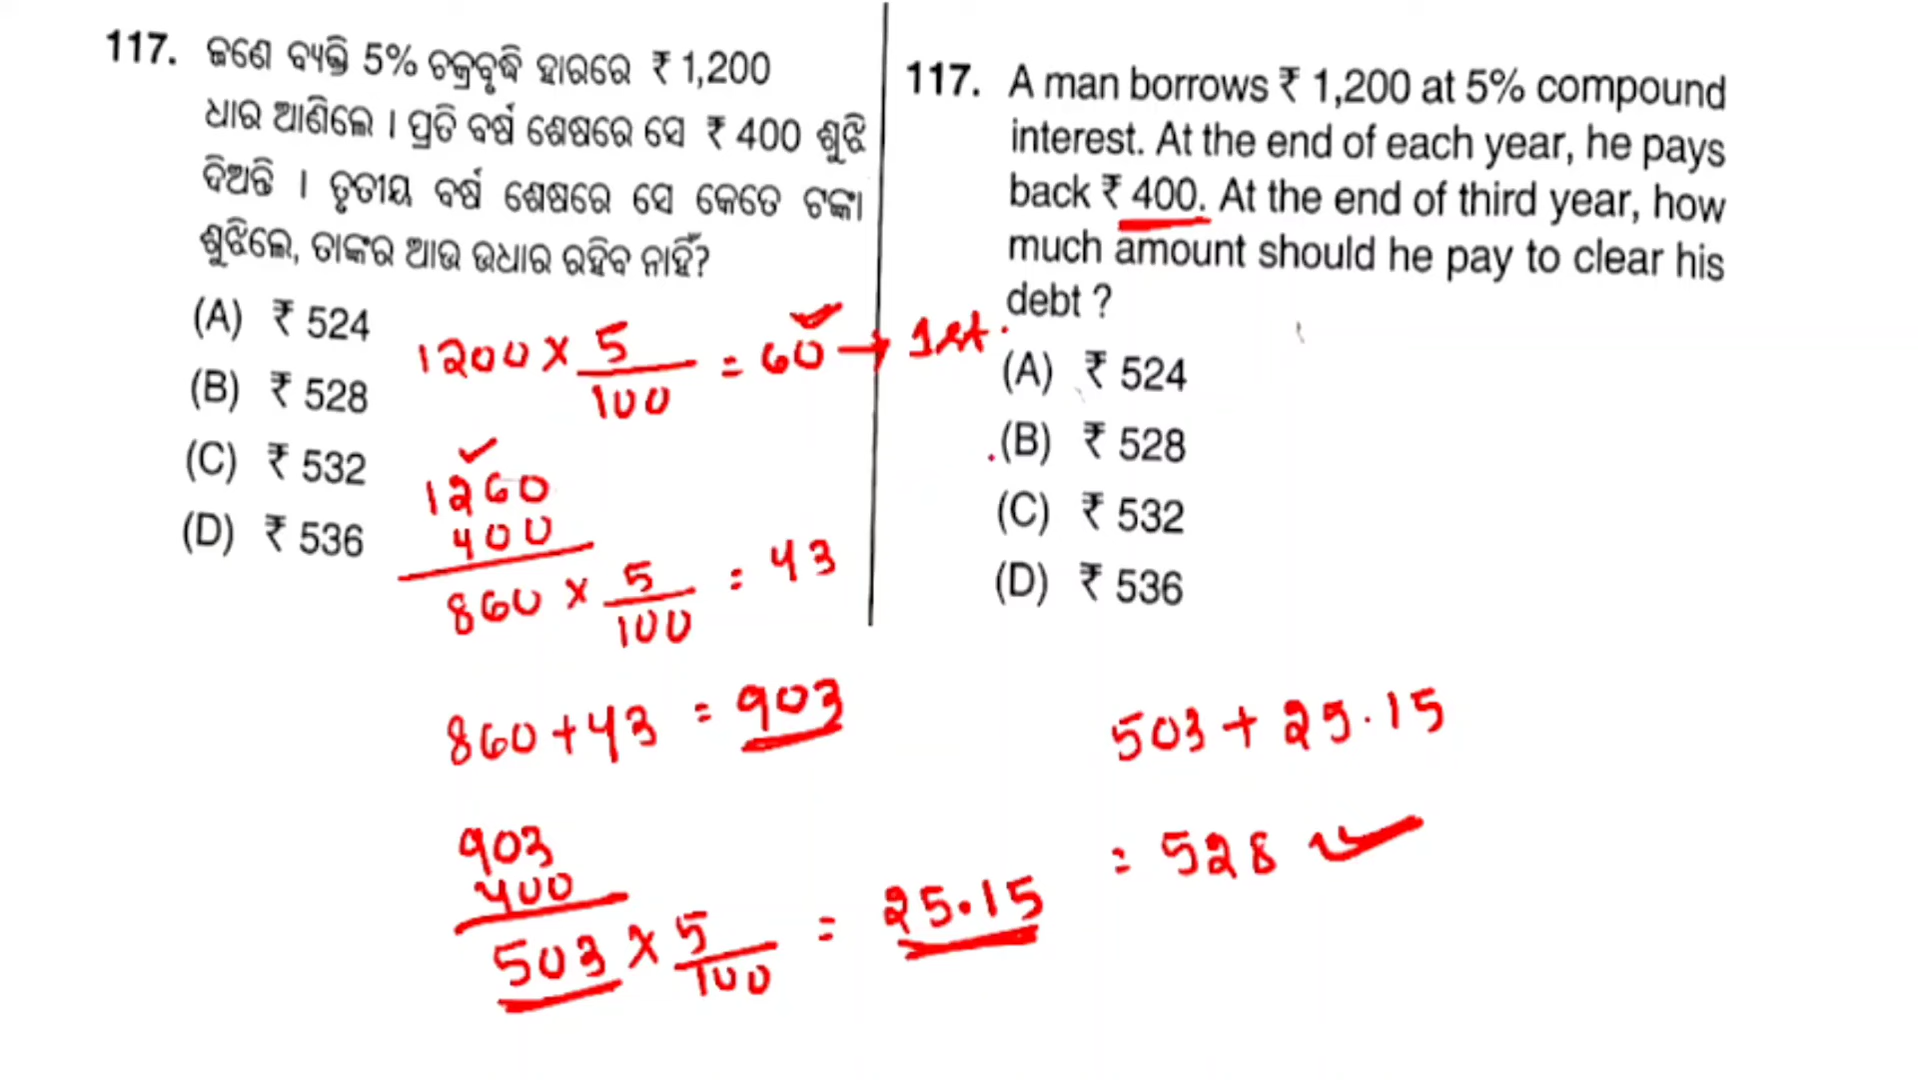 117. ଜଣେ ବ୍ୟକ୍ତି 5% ଚକ୍ରବୃଦ୍ଧି ହାରରେ ₹ 1,200
ଧାର ଆଣିଲେ । ପ୍ରତି ବର୍ଷ ଶେଷରେ ସେ ₹ 400 ଶୁଝି
ଦିଅନ୍ତି । ତୃତୀୟ ବର୍ଷ ଶେଷରେ ସେ କେତେ ଟଙ୍କା
ଶୁଝିଲେ, ତାଙ୍କର ଆଉ ଉଧାର ରହିବ ନାହିଁ?
(A) ₹ 524
(B) ₹ 528
(C) ₹ 532
(D) ₹ 536
1200 × 5/100 = 60 → 1st.
1260
400
860 × 5/100 = 43
860 + 43 = 903
903
400
503 × 5/100 = 25.15
117. A man borrows ₹ 1,200 at 5% compound
interest. At the end of each year, he pays
back ₹ 400. At the end of third year, how
much amount should he pay to clear his
debt ?
(A) ₹ 524
(B) ₹ 528
(C) ₹ 532
(D) ₹ 536
503 + 25.15
= 528